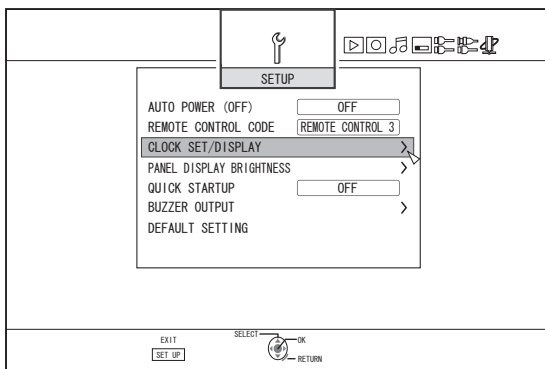 SETUP
AUTO POWER (OFF) OFF
REMOTE CONTROL CODE REMOTE CONTROL 3
CLOCK SET/DISPLAY
PANEL DISPLAY BRIGHTNESS
QUICK STARTUP OFF
BUZZER OUTPUT
DEFAULT SETTING
EXIT SELECT OK
SET UP RETURN